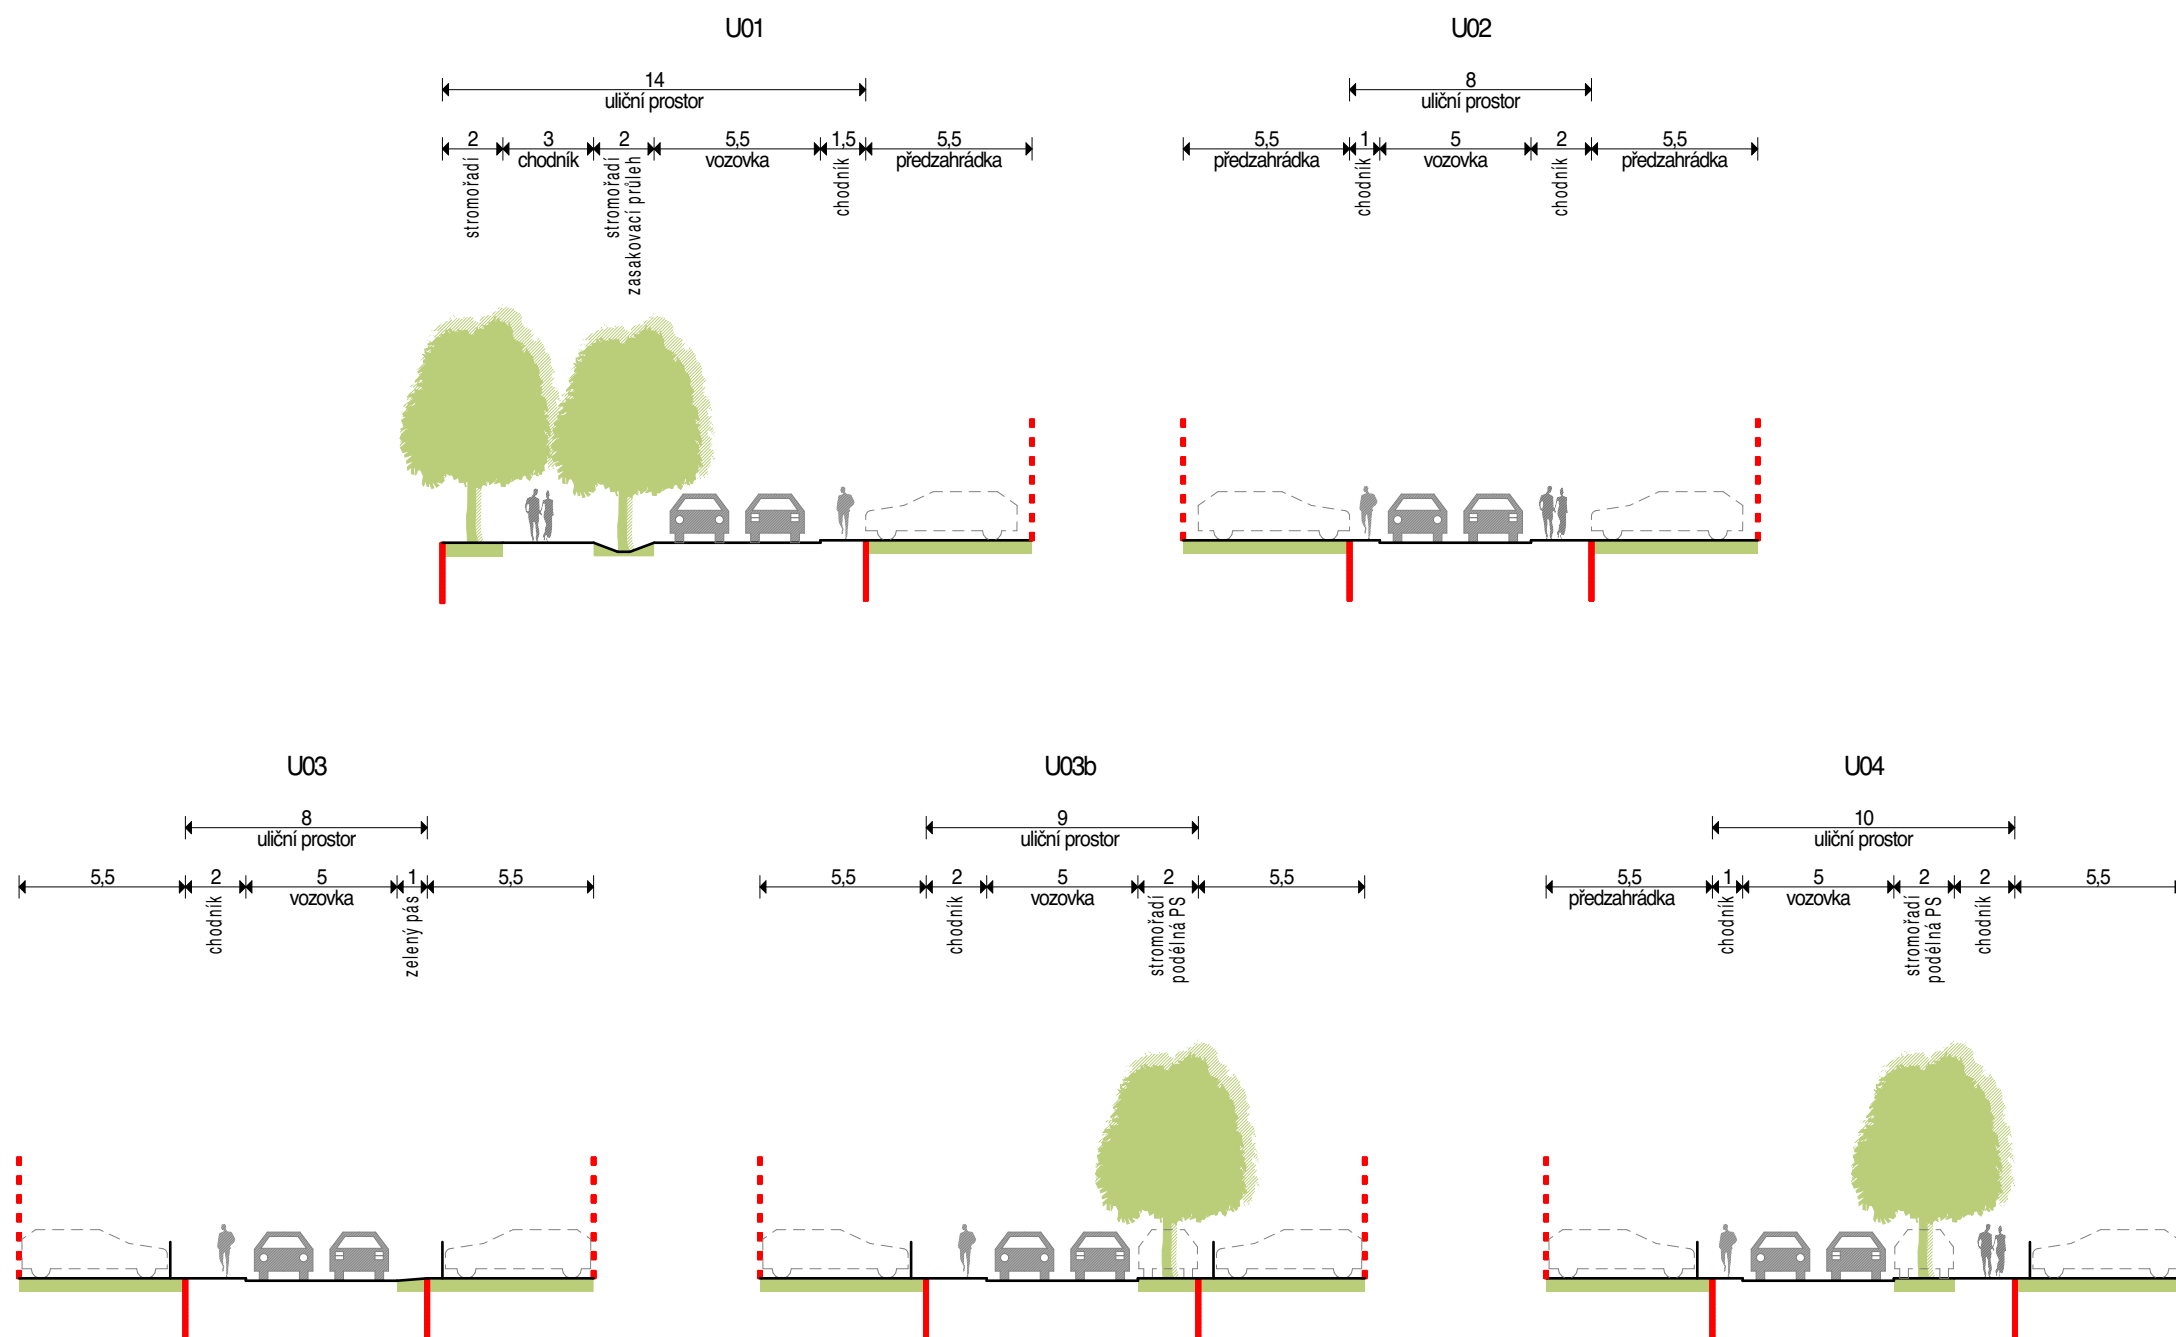 U01
14
uliční prostor
2
3
2
5,5
1,5
5,5
chodník
vozovka
předzahrádka
stromořadí
stromořadí
zasakovací průleh
chodník
U02
8
uliční prostor
5,5
1
5
2
5,5
předzahrádka
vozovka
předzahrádka
chodník
chodník
U03
8
uliční prostor
5,5
2
5
1
5,5
vozovka
chodník
zelený pás
U03b
9
uliční prostor
5,5
2
5
2
5,5
vozovka
chodník
stromořadí
podélná PS
U04
10
uliční prostor
5,5
1
5
2
2
5,5
předzahrádka
vozovka
chodník
stromořadí
podélná PS
chodník